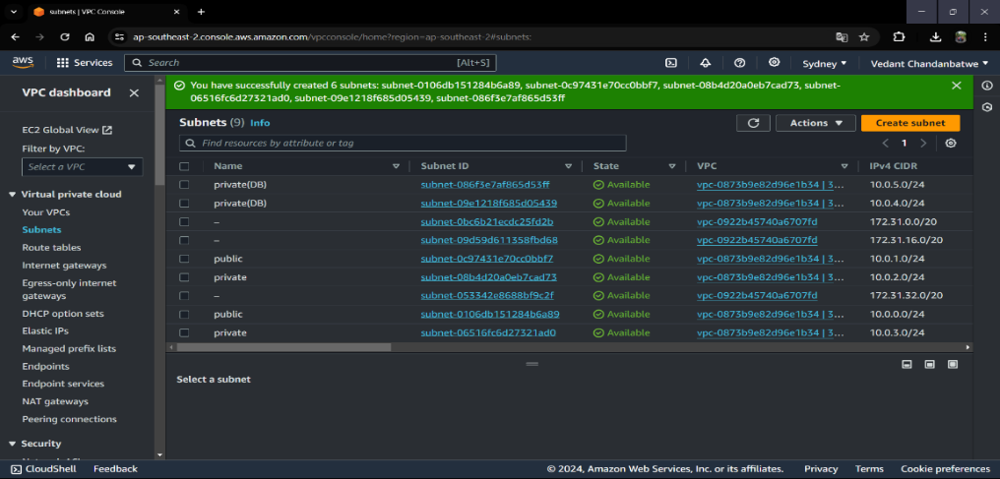 subnets | VPC Console
ap-southeast-2.console.aws.amazon.com/vpcconsole/home?region=ap-southeast-2#subnets:
aws Services Search [Alt+S] Sydney Vedant Chandanbatwe
VPC dashboard
EC2 Global View
Filter by VPC:
Select a VPC
Virtual private cloud
Your VPCs
Subnets
Route tables
Internet gateways
Egress-only internet
gateways
DHCP option sets
Elastic IPs
Managed prefix lists
Endpoints
Endpoint services
NAT gateways
Peering connections
Security
You have successfully created 6 subnets: subnet-0106db151284b6a89, subnet-0c97431e70cc0bbf7, subnet-08b4d20a0eb7cad73, subnet-
06516fc6d27321ad0, subnet-09e1218f685d05439, subnet-086f3e7af865d53ff
Subnets (9) Info Actions Create subnet
Find resources by attribute or tag 1
Name Subnet ID State VPC IPv4 CIDR
private(DB) subnet-086f3e7af865d53ff Available vpc-0873b9e82d96e1b34 | 3... 10.0.5.0/24
private(DB) subnet-09e1218f685d05439 Available vpc-0873b9e82d96e1b34 | 3... 10.0.4.0/24
– subnet-0bc6b21ecdc25fd2b Available vpc-0922b45740a6707fd 172.31.0.0/20
– subnet-09d59d611358fbd68 Available vpc-0922b45740a6707fd 172.31.16.0/20
public subnet-0c97431e70cc0bbf7 Available vpc-0873b9e82d96e1b34 | 3... 10.0.1.0/24
private subnet-08b4d20a0eb7cad73 Available vpc-0873b9e82d96e1b34 | 3... 10.0.2.0/24
– subnet-053342e8688bf9c2f Available vpc-0922b45740a6707fd 172.31.32.0/20
public subnet-0106db151284b6a89 Available vpc-0873b9e82d96e1b34 | 3... 10.0.0.0/24
private subnet-06516fc6d27321ad0 Available vpc-0873b9e82d96e1b34 | 3... 10.0.3.0/24
Select a subnet
CloudShell Feedback © 2024, Amazon Web Services, Inc. or its affiliates. Privacy Terms Cookie preferences